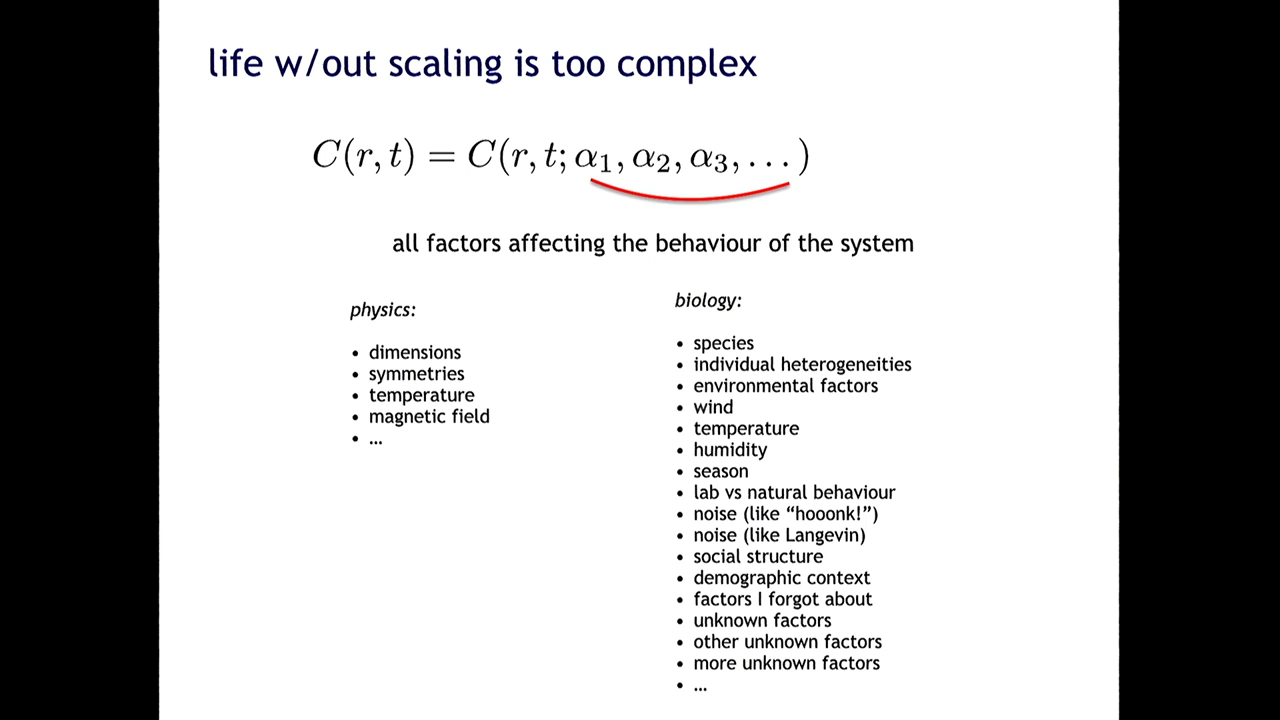 life w/out scaling is too complex
C(r, t) = C(r, t; α₁, α₂, α₃, . . . )
all factors affecting the behaviour of the system
physics:
• dimensions
• symmetries
• temperature
• magnetic field
• ...
biology:
• species
• individual heterogeneities
• environmental factors
• wind
• temperature
• humidity
• season
• lab vs natural behaviour
• noise (like “hooonk!”)
• noise (like Langevin)
• social structure
• demographic context
• factors I forgot about
• unknown factors
• other unknown factors
• more unknown factors
• ...